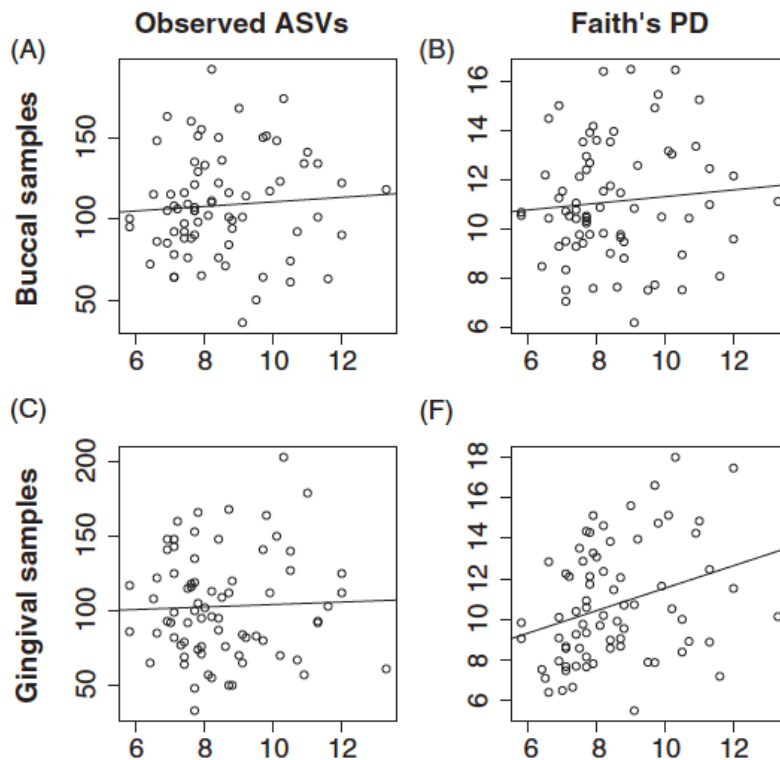 Observed ASVs
Faith's PD
(A)
(B)
Buccal samples
50 100 150
6 8 10 12 14 16
6 8 10 12
6 8 10 12
(C)
(F)
Gingival samples
50 100 150 200
6 8 10 12 14 16 18
6 8 10 12
6 8 10 12